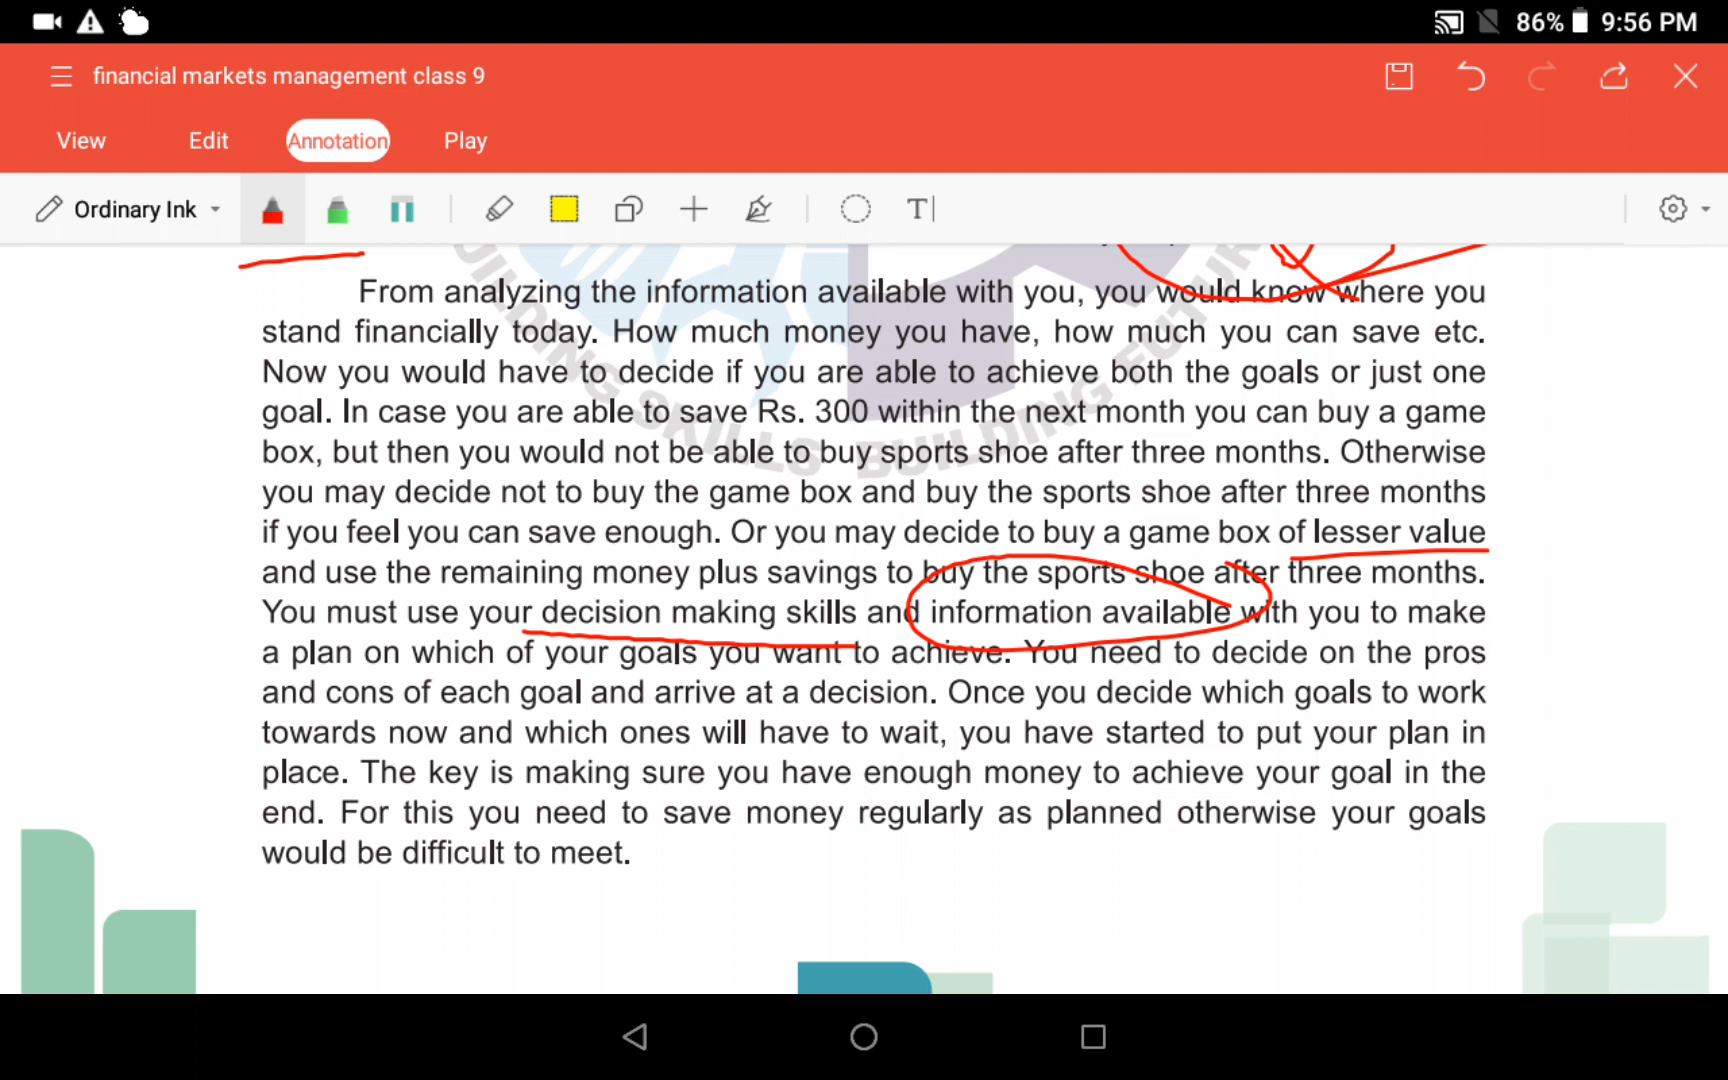 86% 9:56 PM
financial markets management class 9
View Edit Annotation Play
Ordinary Ink T|
From analyzing the information available with you, you would know where you
stand financially today. How much money you have, how much you can save etc.
Now you would have to decide if you are able to achieve both the goals or just one
goal. In case you are able to save Rs. 300 within the next month you can buy a game
box, but then you would not be able to buy sports shoe after three months. Otherwise
you may decide not to buy the game box and buy the sports shoe after three months
if you feel you can save enough. Or you may decide to buy a game box of lesser value
and use the remaining money plus savings to buy the sports shoe after three months.
You must use your decision making skills and information available with you to make
a plan on which of your goals you want to achieve. You need to decide on the pros
and cons of each goal and arrive at a decision. Once you decide which goals to work
towards now and which ones will have to wait, you have started to put your plan in
place. The key is making sure you have enough money to achieve your goal in the
end. For this you need to save money regularly as planned otherwise your goals
would be difficult to meet.
BUILDING SKILLS BUILDING FUTURE